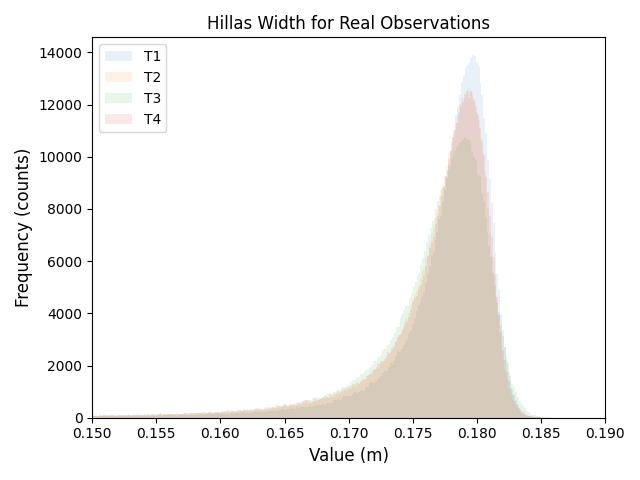 Hillas Width for Real Observations
T1
T2
T3
T4
14000
12000
10000
8000
6000
4000
2000
0
Frequency (counts)
0.150 0.155 0.160 0.165 0.170 0.175 0.180 0.185 0.190
Value (m)